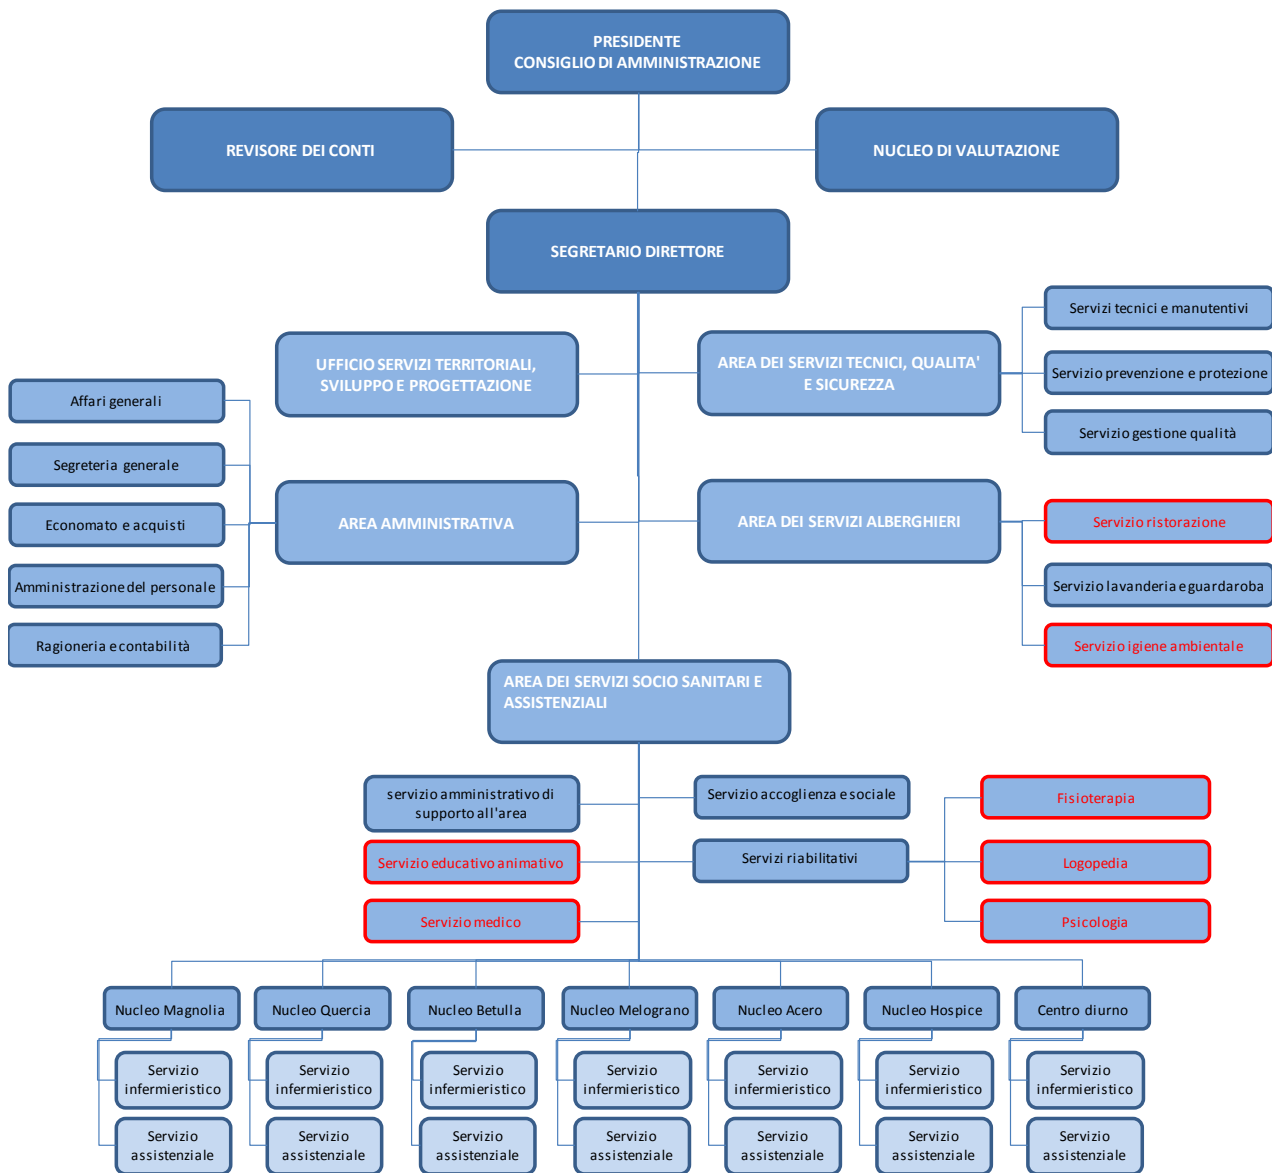 PRESIDENTE
CONSIGLIO DI AMMINISTRAZIONE
REVISORE DEI CONTI
NUCLEO DI VALUTAZIONE
SEGRETARIO DIRETTORE
UFFICIO SERVIZI TERRITORIALI,
SVILUPPO E PROGETTAZIONE
AREA DEI SERVIZI TECNICI, QUALITA'
E SICUREZZA
Servizi tecnici e manutentivi
Servizio prevenzione e protezione
Servizio gestione qualità
Affari generali
Segreteria generale
Economato e acquisti
Amministrazione del personale
Ragioneria e contabilità
AREA AMMINISTRATIVA
AREA DEI SERVIZI ALBERGHIERI
Servizio ristorazione
Servizio lavanderia e guardaroba
Servizio igiene ambientale
AREA DEI SERVIZI SOCIO SANITARI E
ASSISTENZIALI
servizio amministrativo di
supporto all'area
Servizio educativo animativo
Servizio medico
Servizio accoglienza e sociale
Servizi riabilitativi
Fisioterapia
Logopedia
Psicologia
Nucleo Magnolia
Nucleo Quercia
Nucleo Betulla
Nucleo Melograno
Nucleo Acero
Nucleo Hospice
Centro diurno
Servizio
infermieristico
Servizio
infermieristico
Servizio
infermieristico
Servizio
infermieristico
Servizio
infermieristico
Servizio
infermieristico
Servizio
infermieristico
Servizio
assistenziale
Servizio
assistenziale
Servizio
assistenziale
Servizio
assistenziale
Servizio
assistenziale
Servizio
assistenziale
Servizio
assistenziale